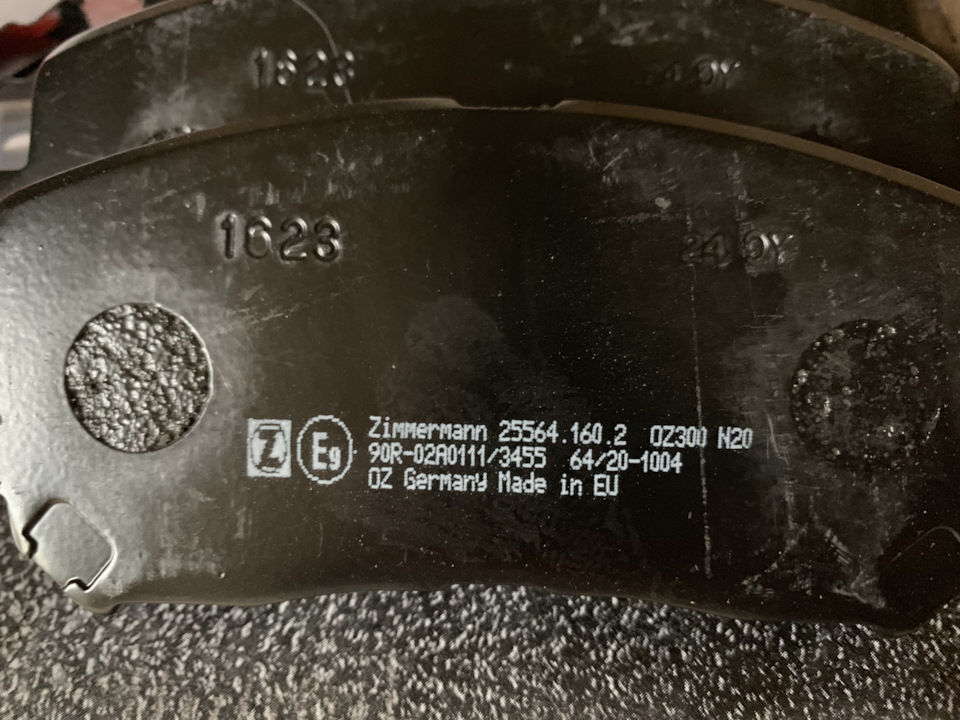 1623
1623
Z E9 Zimmermann 25564.160.2 OZ300 N20
90R-02A0111/3455 64/20-1004
OZ Germany Made in EU